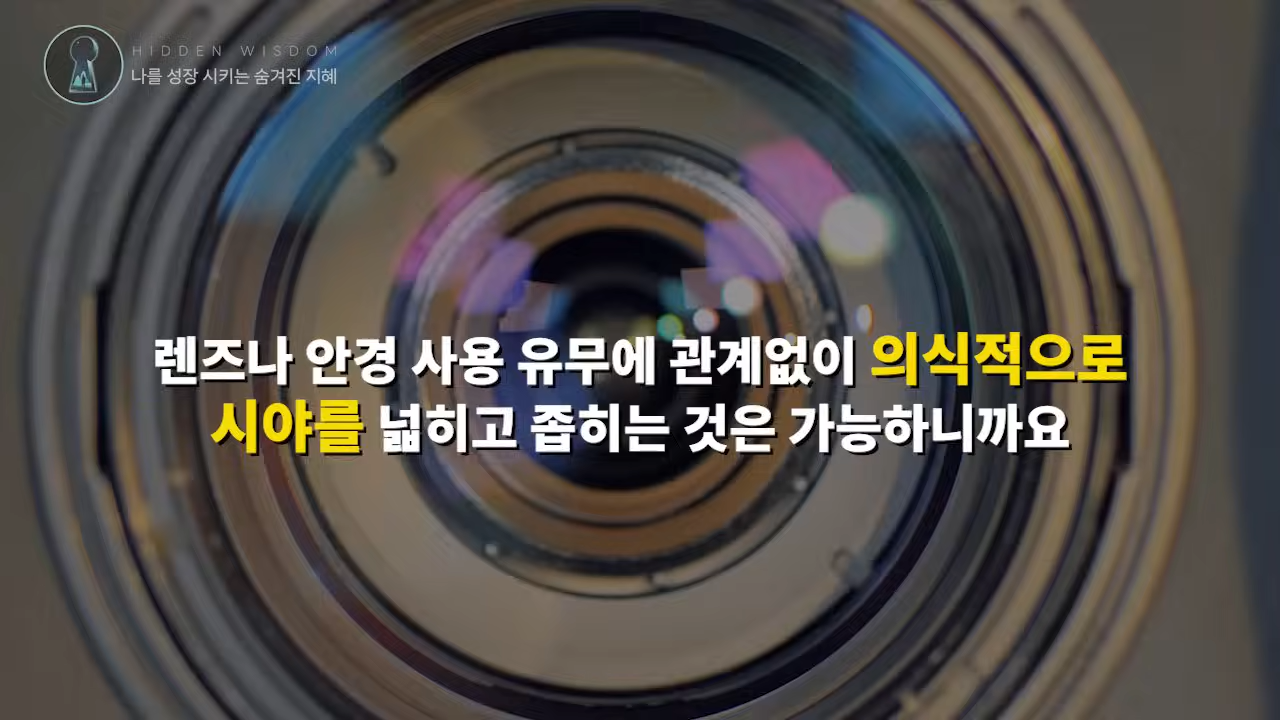 HIDDEN WISDOM
나를 성장 시키는 숨겨진 지혜
렌즈나 안경 사용 유무에 관계없이 의식적으로
시야를 넓히고 좁히는 것은 가능하니까요